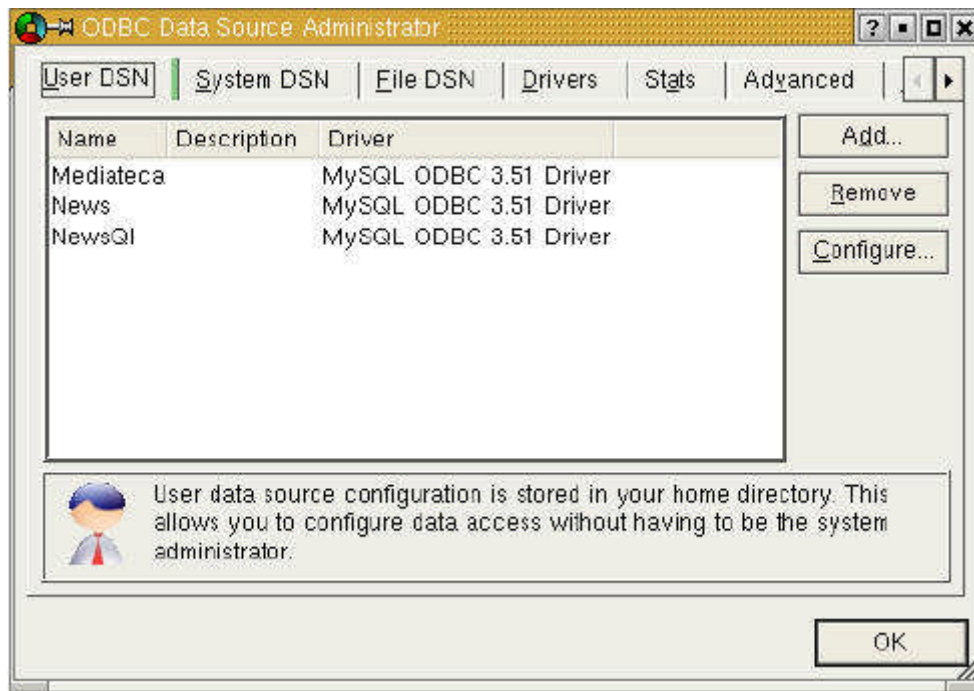 ODBC Data Source Administrator
User DSN System DSN File DSN Drivers Stats Advanced
Name Description Driver
Mediateca MySQL ODBC 3.51 Driver
News MySQL ODBC 3.51 Driver
NewsQl MySQL ODBC 3.51 Driver
Add...
Remove
Configure...
User data source configuration is stored in your home directory. This
allows you to configure data access without having to be the system
administrator.
OK